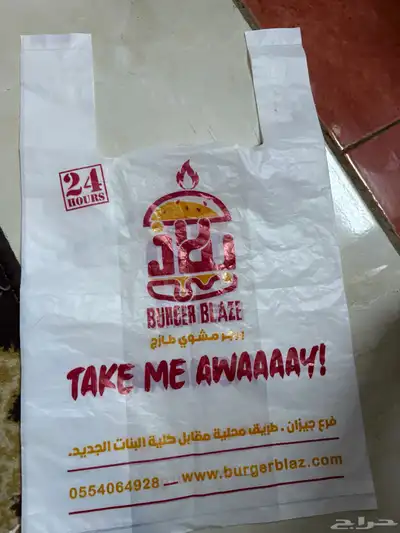 24
HOURS
بليز
BURGER BLAZE
برجر مشوي طازج
TAKE ME AWAAAAY!
فرع جيزان . طريق محلية مقابل كلية البنات الجديد.
0554064928 — www.burgerblaz.com
حراج